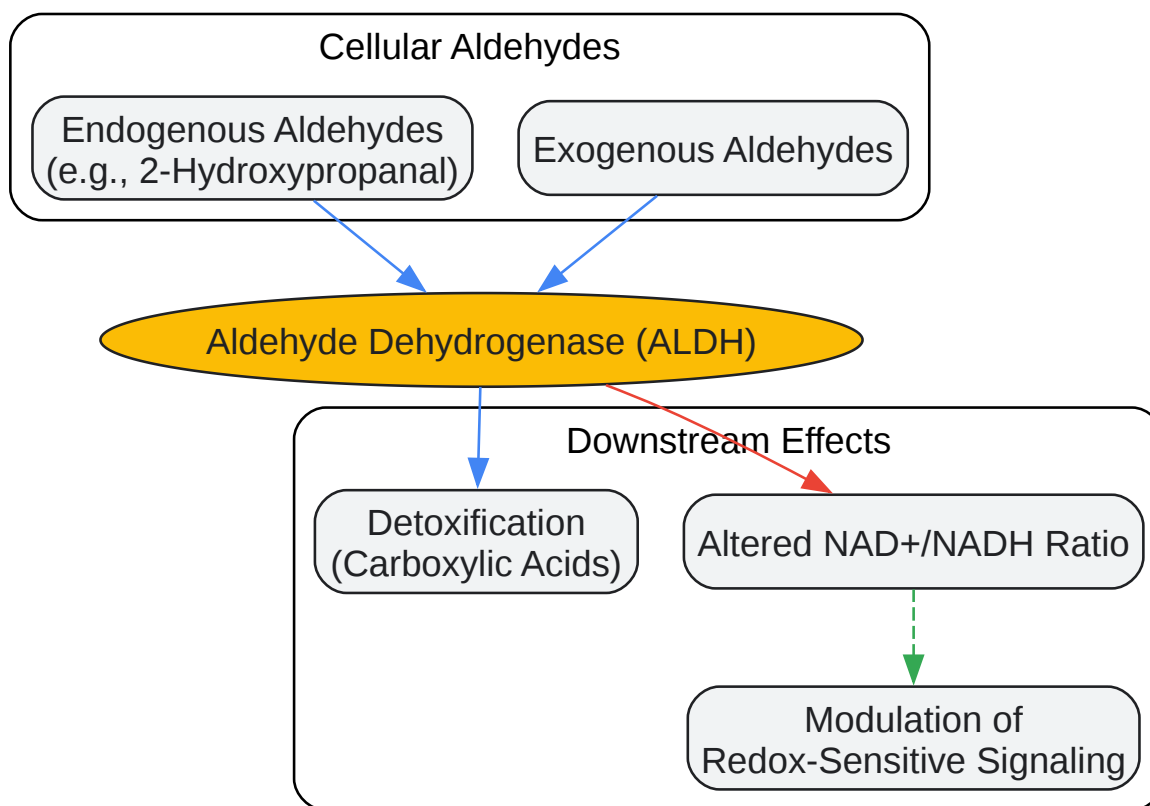 Cellular Aldehydes
Endogenous Aldehydes
(e.g., 2-Hydroxypropanal)
Exogenous Aldehydes
Aldehyde Dehydrogenase (ALDH)
Downstream Effects
Detoxification
(Carboxylic Acids)
Altered NAD+/NADH Ratio
Modulation of
Redox-Sensitive Signaling